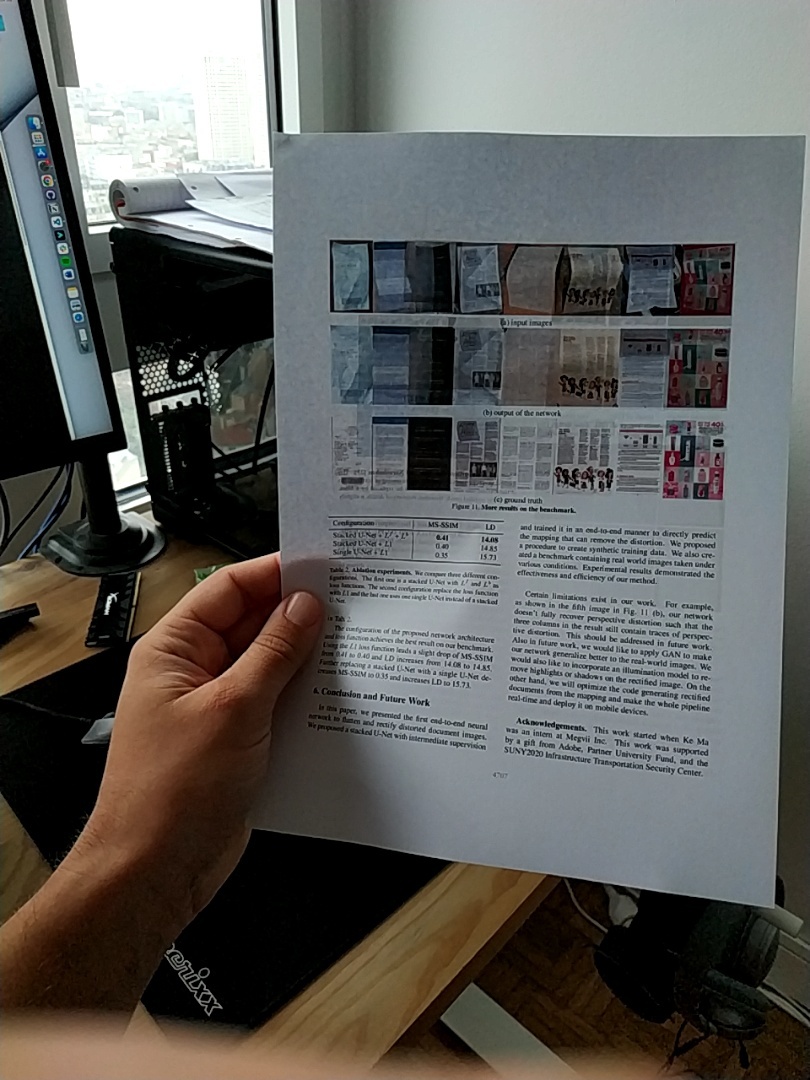 (a) input images
(b) output of the network
(c) ground truth
Figure 11. More results on the benchmark.
Configurations MS-SSIM LD
Stacked U-Net + 0.41 14.08
Stacked U-Net + L1 0.40 14.85
Single U-Net + L1 0.35 15.73
Table 2. Ablation experiments. We compare three different con-
figurations. The first one is a stacked U-Net with and as
loss functions. The second configuration replace the loss function
with L1 and the last one uses one single U-Net instead of a stacked
U-Net.
in Tab. 2.
The configuration of the proposed network architecture
and loss function achieves the best result on our benchmark.
Using the L1 loss function leads a slight drop of MS-SSIM
from 0.41 to 0.40 and LD increases from 14.08 to 14.85.
Further replacing a stacked U-Net with a single U-Net de-
creases MS-SSIM to 0.35 and increases LD to 15.73.
6. Conclusion and Future Work
In this paper, we presented the first end-to-end neural
network to flatten and rectify distorted document images.
We proposed a stacked U-Net with intermediate supervision
and trained it in an end-to-end manner to directly predict
the mapping that can remove the distortion. We proposed
a procedure to create synthetic training data. We also cre-
ated a benchmark containing real world images taken under
various conditions. Experimental results demonstrated the
effectiveness and efficiency of our method.
Certain limitations exist in our work. For example,
as shown in the fifth image in Fig. 11 (b), our network
doesn't fully recover perspective distortion such that the
three columns in the result still contain traces of perspec-
tive distortion. This should be addressed in future work.
Also in future work, we would like to apply GAN to make
our network generalize better to the real-world images. We
would also like to incorporate an illumination model to re-
move highlights or shadows on the rectified image. On the
other hand, we will optimize the code generating rectified
documents from the mapping and make the whole pipeline
real-time and deploy it on mobile devices.
Acknowledgements. This work started when Ke Ma
was an intern at Megvii Inc. This work was supported
by a gift from Adobe, Partner University Fund, and the
SUNY2020 Infrastructure Transportation Security Center.
4707
erixx